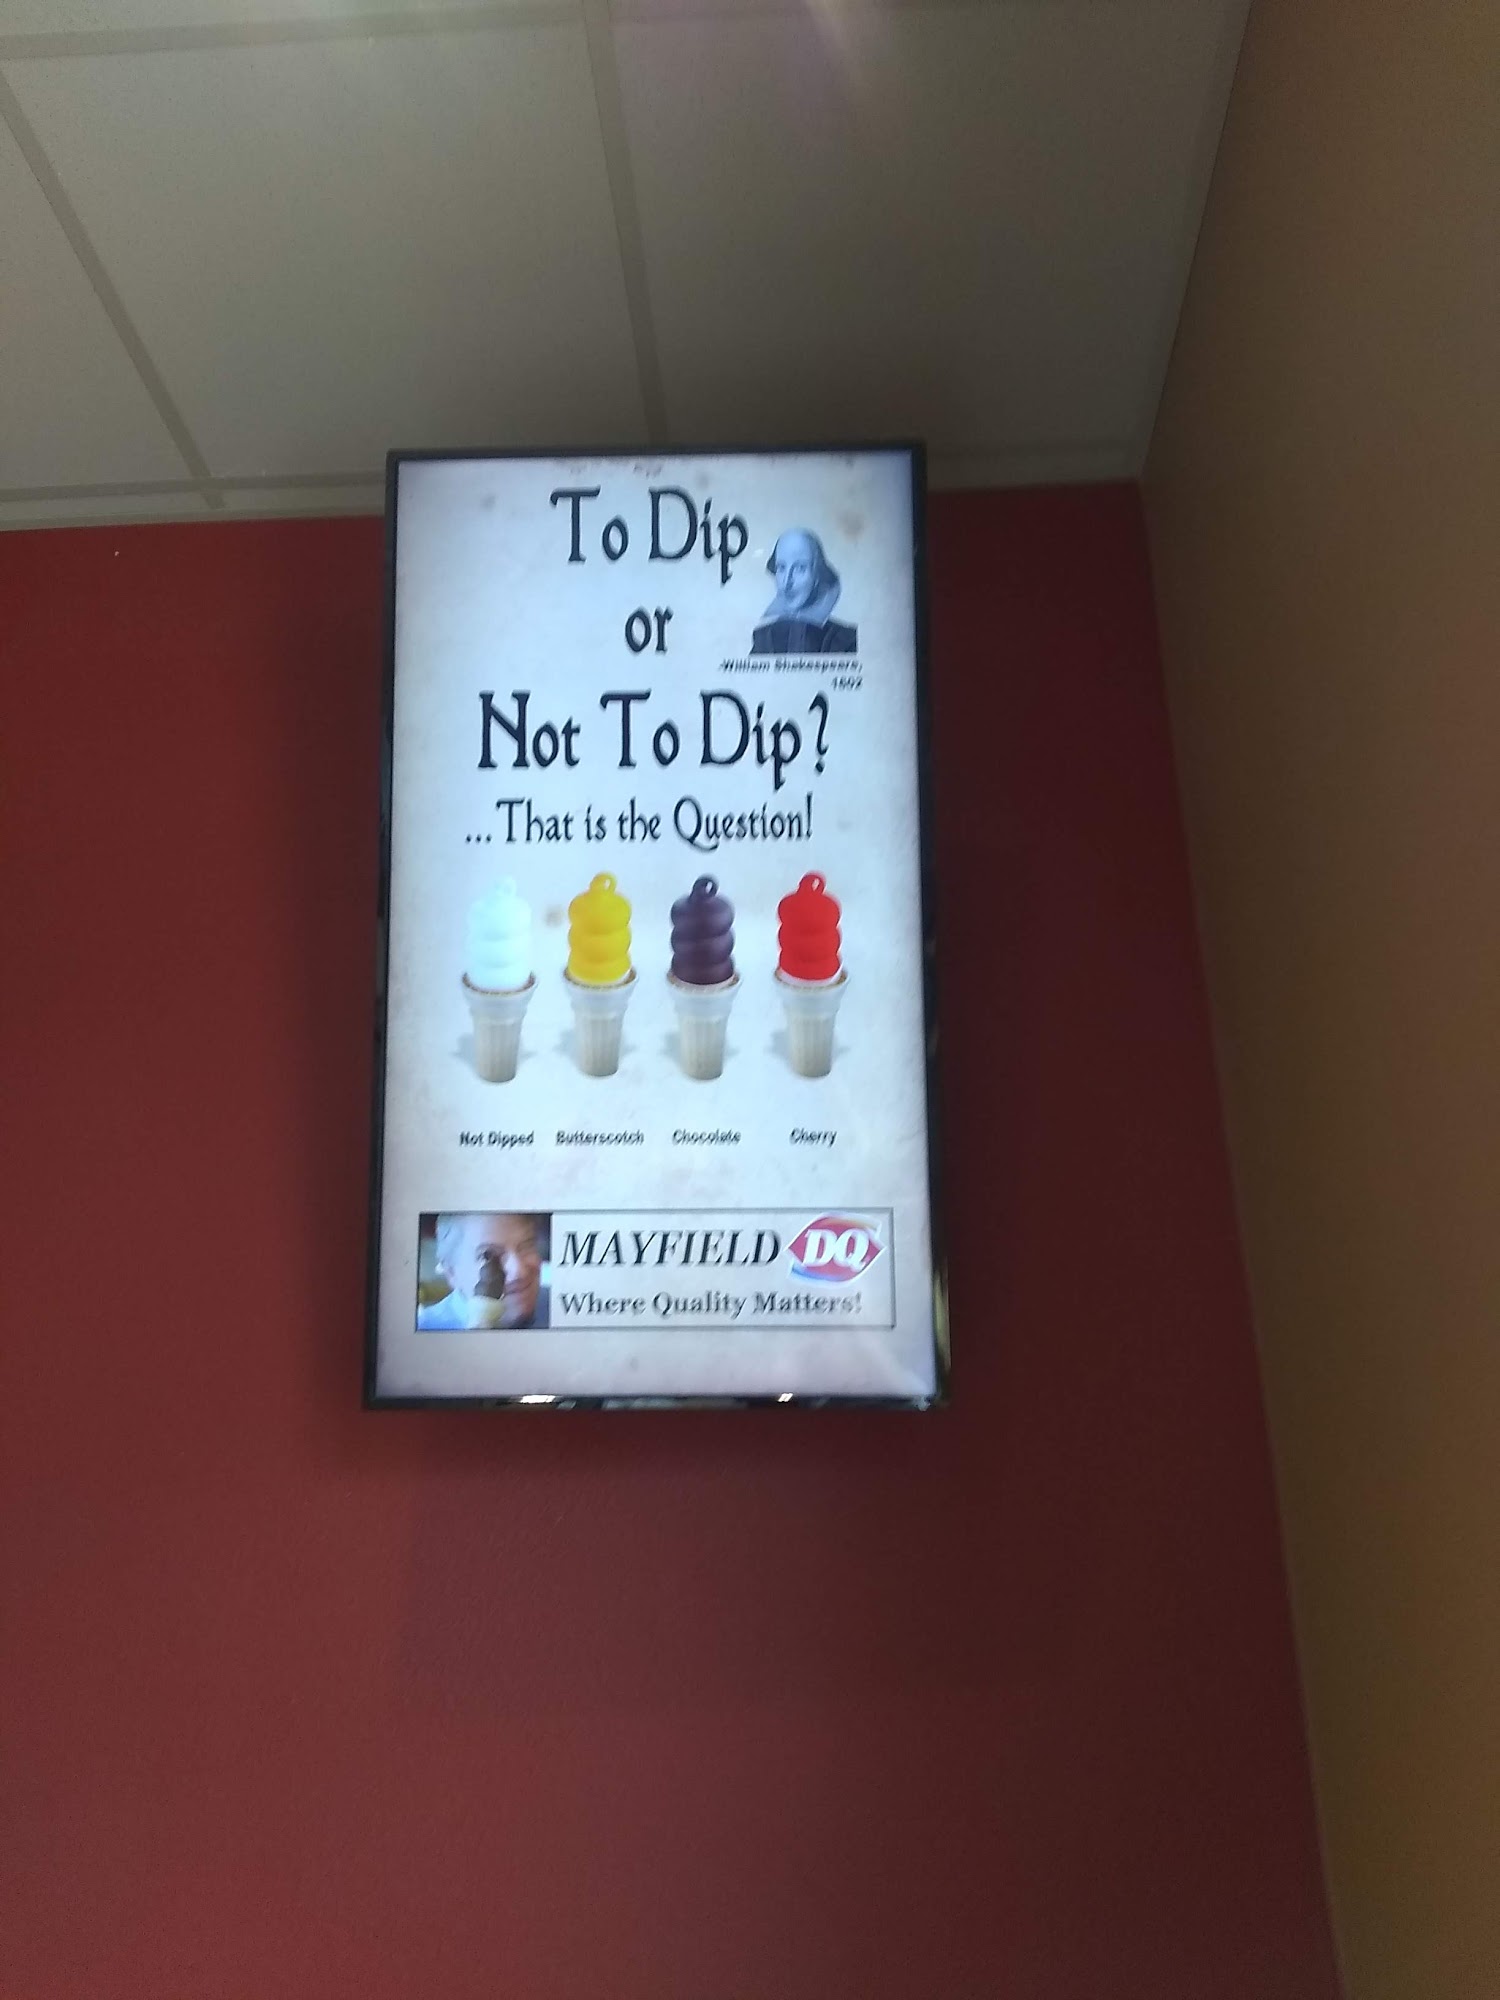 To Dip
or
-William Shakespeare,
1602
Not To Dip?
...That is the Question!
Not Dipped Butterscotch Chocolate Cherry
MAYFIELD DQ
Where Quality Matters!